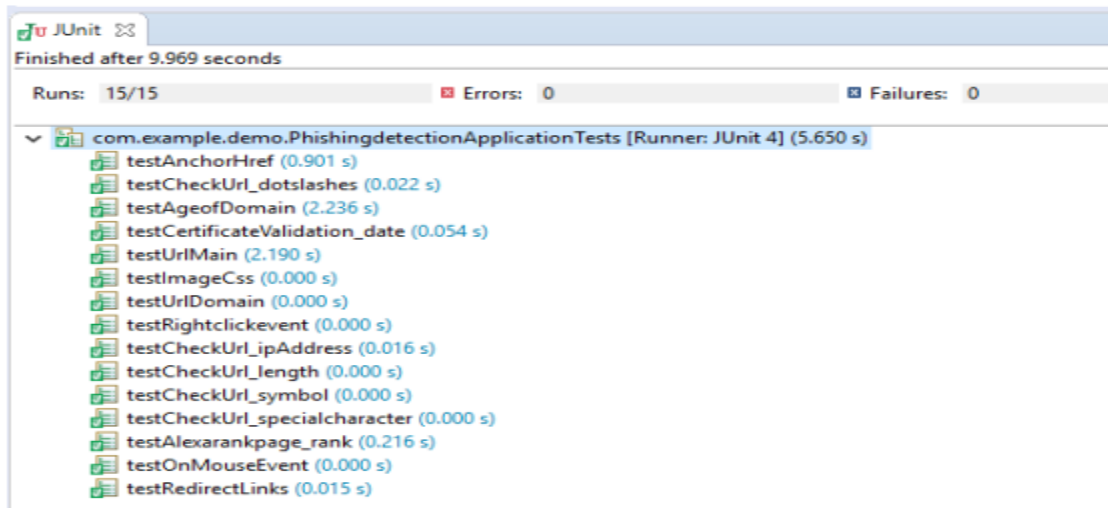 JUnit
Finished after 9.969 seconds
Runs: 15/15 Errors: 0 Failures: 0
com.example.demo.PhishingdetectionApplicationTests [Runner: JUnit 4] (5.650 s)
testAnchorHref (0.901 s)
testCheckUrl_dotslashes (0.022 s)
testAgeofDomain (2.236 s)
testCertificateValidation_date (0.054 s)
testUrlMain (2.190 s)
testImageCss (0.000 s)
testUrlDomain (0.000 s)
testRightclickevent (0.000 s)
testCheckUrl_ipAddress (0.016 s)
testCheckUrl_length (0.000 s)
testCheckUrl_symbol (0.000 s)
testCheckUrl_specialcharacter (0.000 s)
testAlexarankpage_rank (0.216 s)
testOnMouseEvent (0.000 s)
testRedirectLinks (0.015 s)